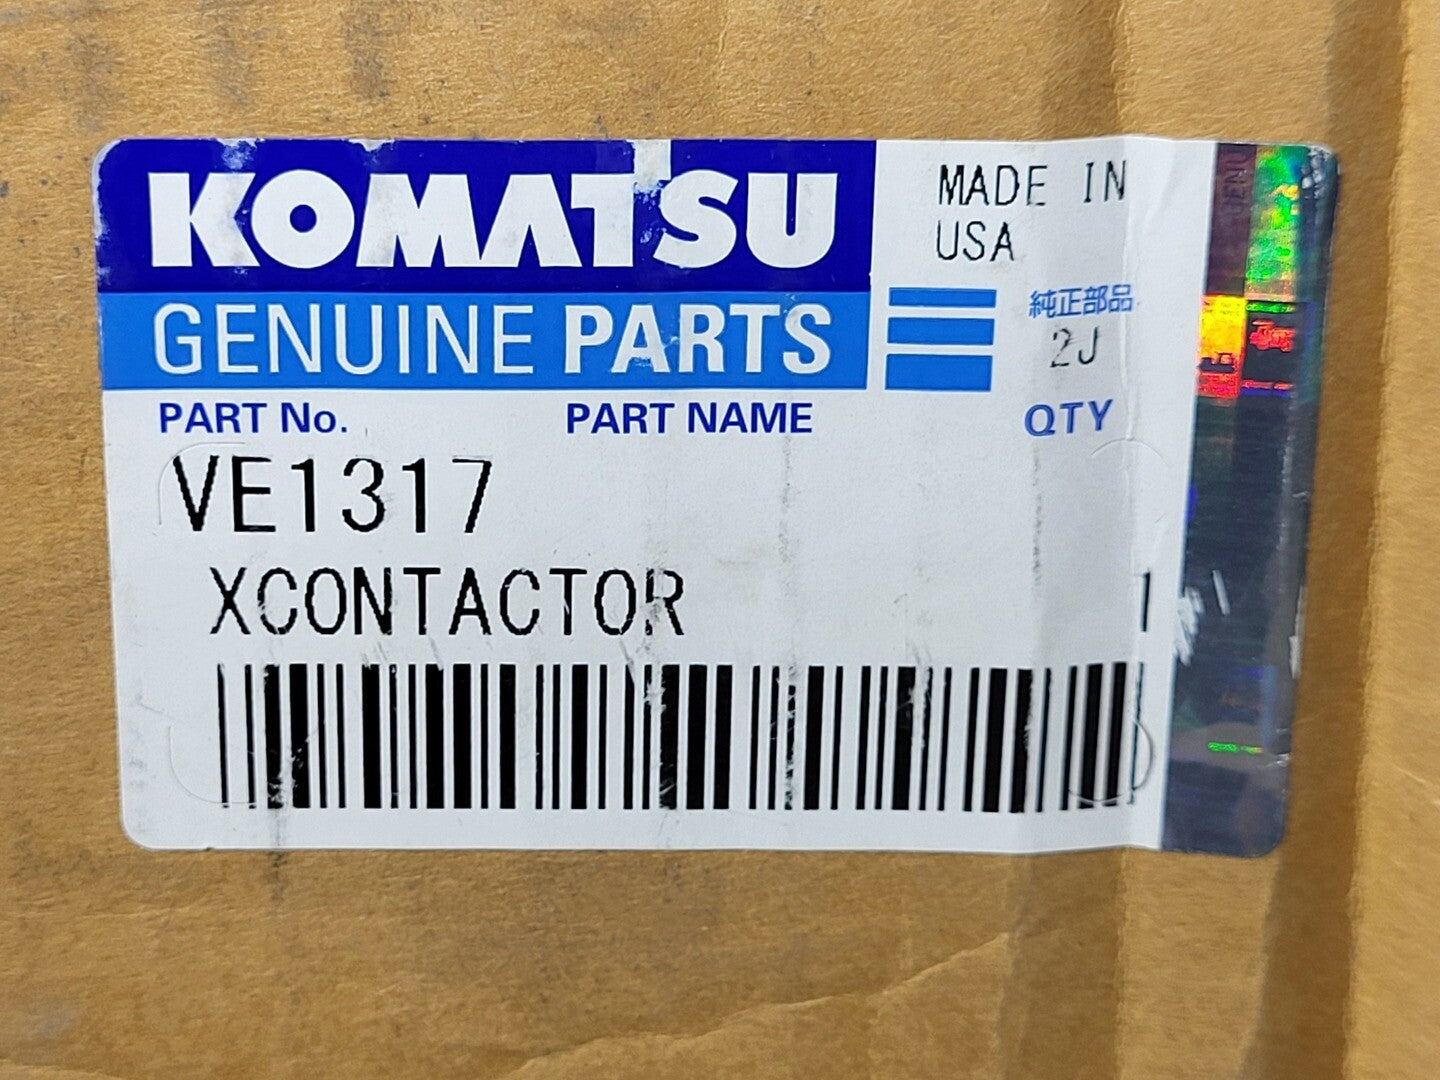 KOMATSU
MADE IN
USA
GENUINE PARTS
純正部品
2J
PART No.
PART NAME
QTY
VE1317
XCONTACTOR
1